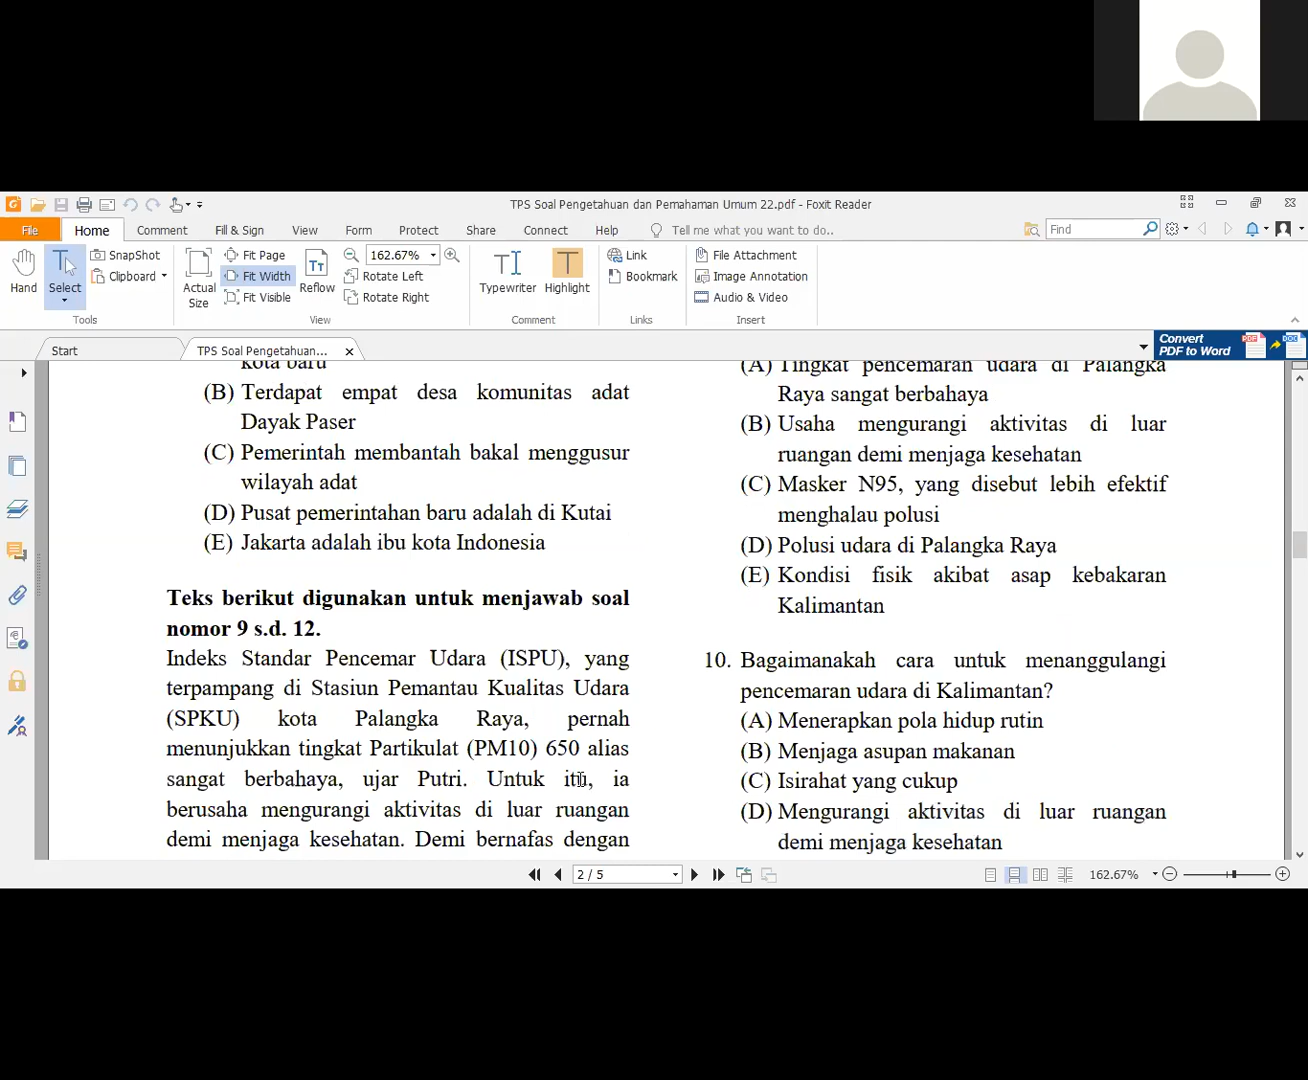 TPS Soal Pengetahuan dan Pemahaman Umum 22.pdf - Foxit Reader
File Home Comment Fill & Sign View Form Protect Share Connect Help Tell me what you want to do.. Find
Hand
Select
SnapShot
Clipboard
Tools
Actual
Size
Fit Page
Fit Width
Fit Visible
Reflow
162.67%
Rotate Left
Rotate Right
View
Typewriter
Highlight
Comment
Link
Bookmark
Links
File Attachment
Image Annotation
Audio & Video
Insert
Start
TPS Soal Pengetahuan...
Convert
PDF to Word
kota baru
(B) Terdapat empat desa komunitas adat
Dayak Paser
(C) Pemerintah membantah bakal menggusur
wilayah adat
(D) Pusat pemerintahan baru adalah di Kutai
(E) Jakarta adalah ibu kota Indonesia
Teks berikut digunakan untuk menjawab soal
nomor 9 s.d. 12.
Indeks Standar Pencemar Udara (ISPU), yang
terpampang di Stasiun Pemantau Kualitas Udara
(SPKU) kota Palangka Raya, pernah
menunjukkan tingkat Partikulat (PM10) 650 alias
sangat berbahaya, ujar Putri. Untuk itu, ia
berusaha mengurangi aktivitas di luar ruangan
demi menjaga kesehatan. Demi bernafas dengan
(A) Tingkat pencemaran udara di Palangka
Raya sangat berbahaya
(B) Usaha mengurangi aktivitas di luar
ruangan demi menjaga kesehatan
(C) Masker N95, yang disebut lebih efektif
menghalau polusi
(D) Polusi udara di Palangka Raya
(E) Kondisi fisik akibat asap kebakaran
Kalimantan
10. Bagaimanakah cara untuk menanggulangi
pencemaran udara di Kalimantan?
(A) Menerapkan pola hidup rutin
(B) Menjaga asupan makanan
(C) Isirahat yang cukup
(D) Mengurangi aktivitas di luar ruangan
demi menjaga kesehatan
2 / 5
162.67%